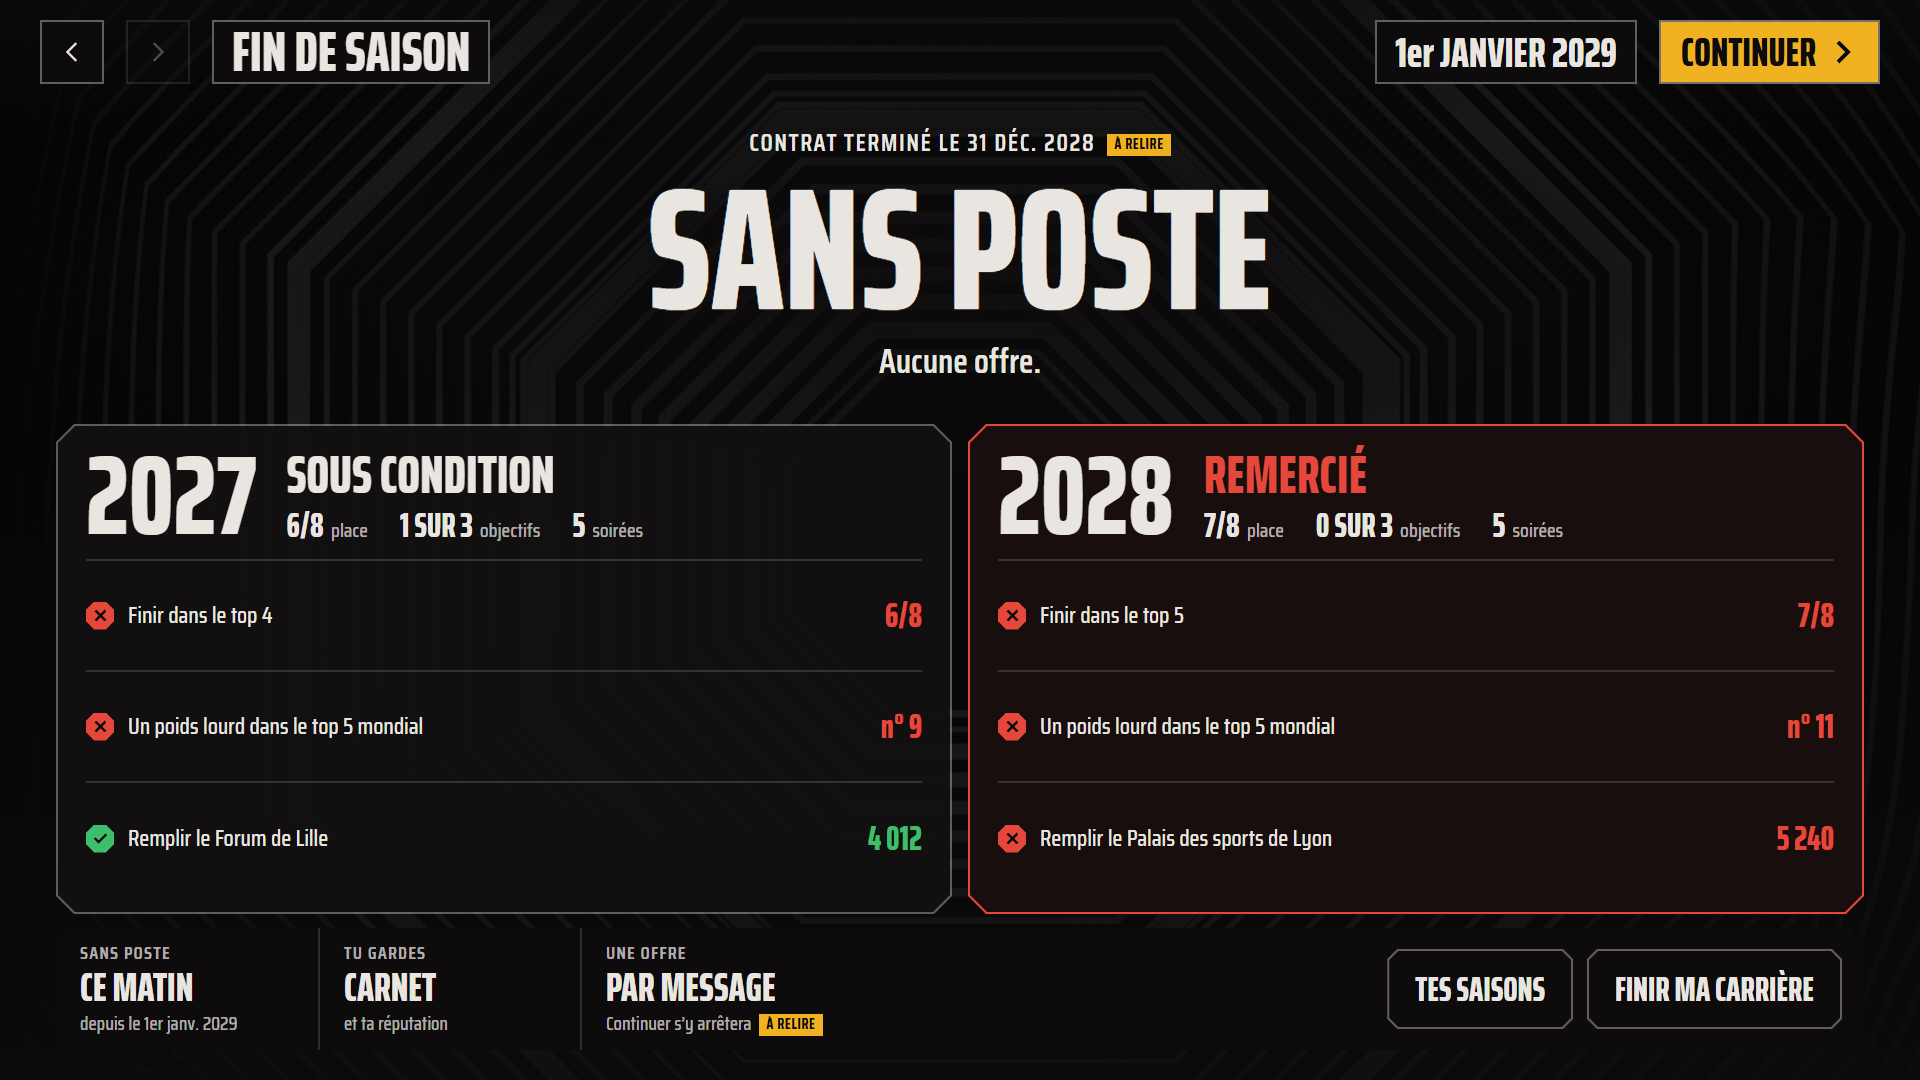 FIN DE SAISON
1er JANVIER 2029
CONTINUER
CONTRAT TERMINÉ LE 31 DÉC. 2028 À RELIRE
SANS POSTE
Aucune offre.
2027 SOUS CONDITION
6/8 place 1 SUR 3 objectifs 5 soirées
Finir dans le top 4 6/8
Un poids lourd dans le top 5 mondial n° 9
Remplir le Forum de Lille 4 012
2028 REMERCIÉ
7/8 place 0 SUR 3 objectifs 5 soirées
Finir dans le top 5 7/8
Un poids lourd dans le top 5 mondial n° 11
Remplir le Palais des sports de Lyon 5 240
SANS POSTE
CE MATIN
depuis le 1er janv. 2029
TU GARDES
CARNET
et ta réputation
UNE OFFRE
PAR MESSAGE
Continuer s'y arrêtera À RELIRE
TES SAISONS
FINIR MA CARRIÈRE